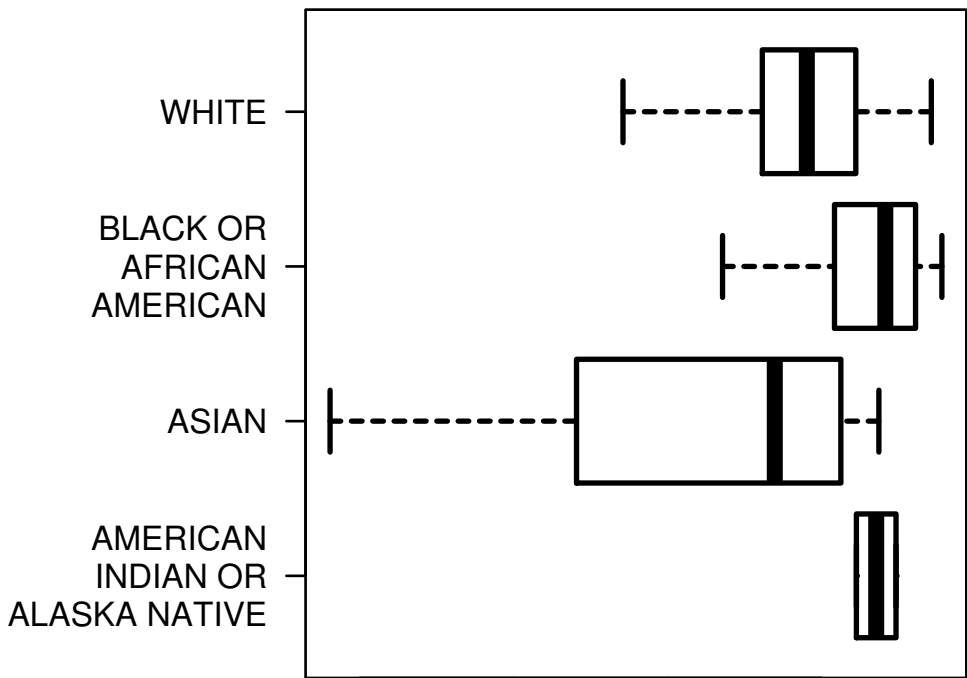 WHITE
BLACK OR
AFRICAN
AMERICAN
ASIAN
AMERICAN
INDIAN OR
ALASKA NATIVE